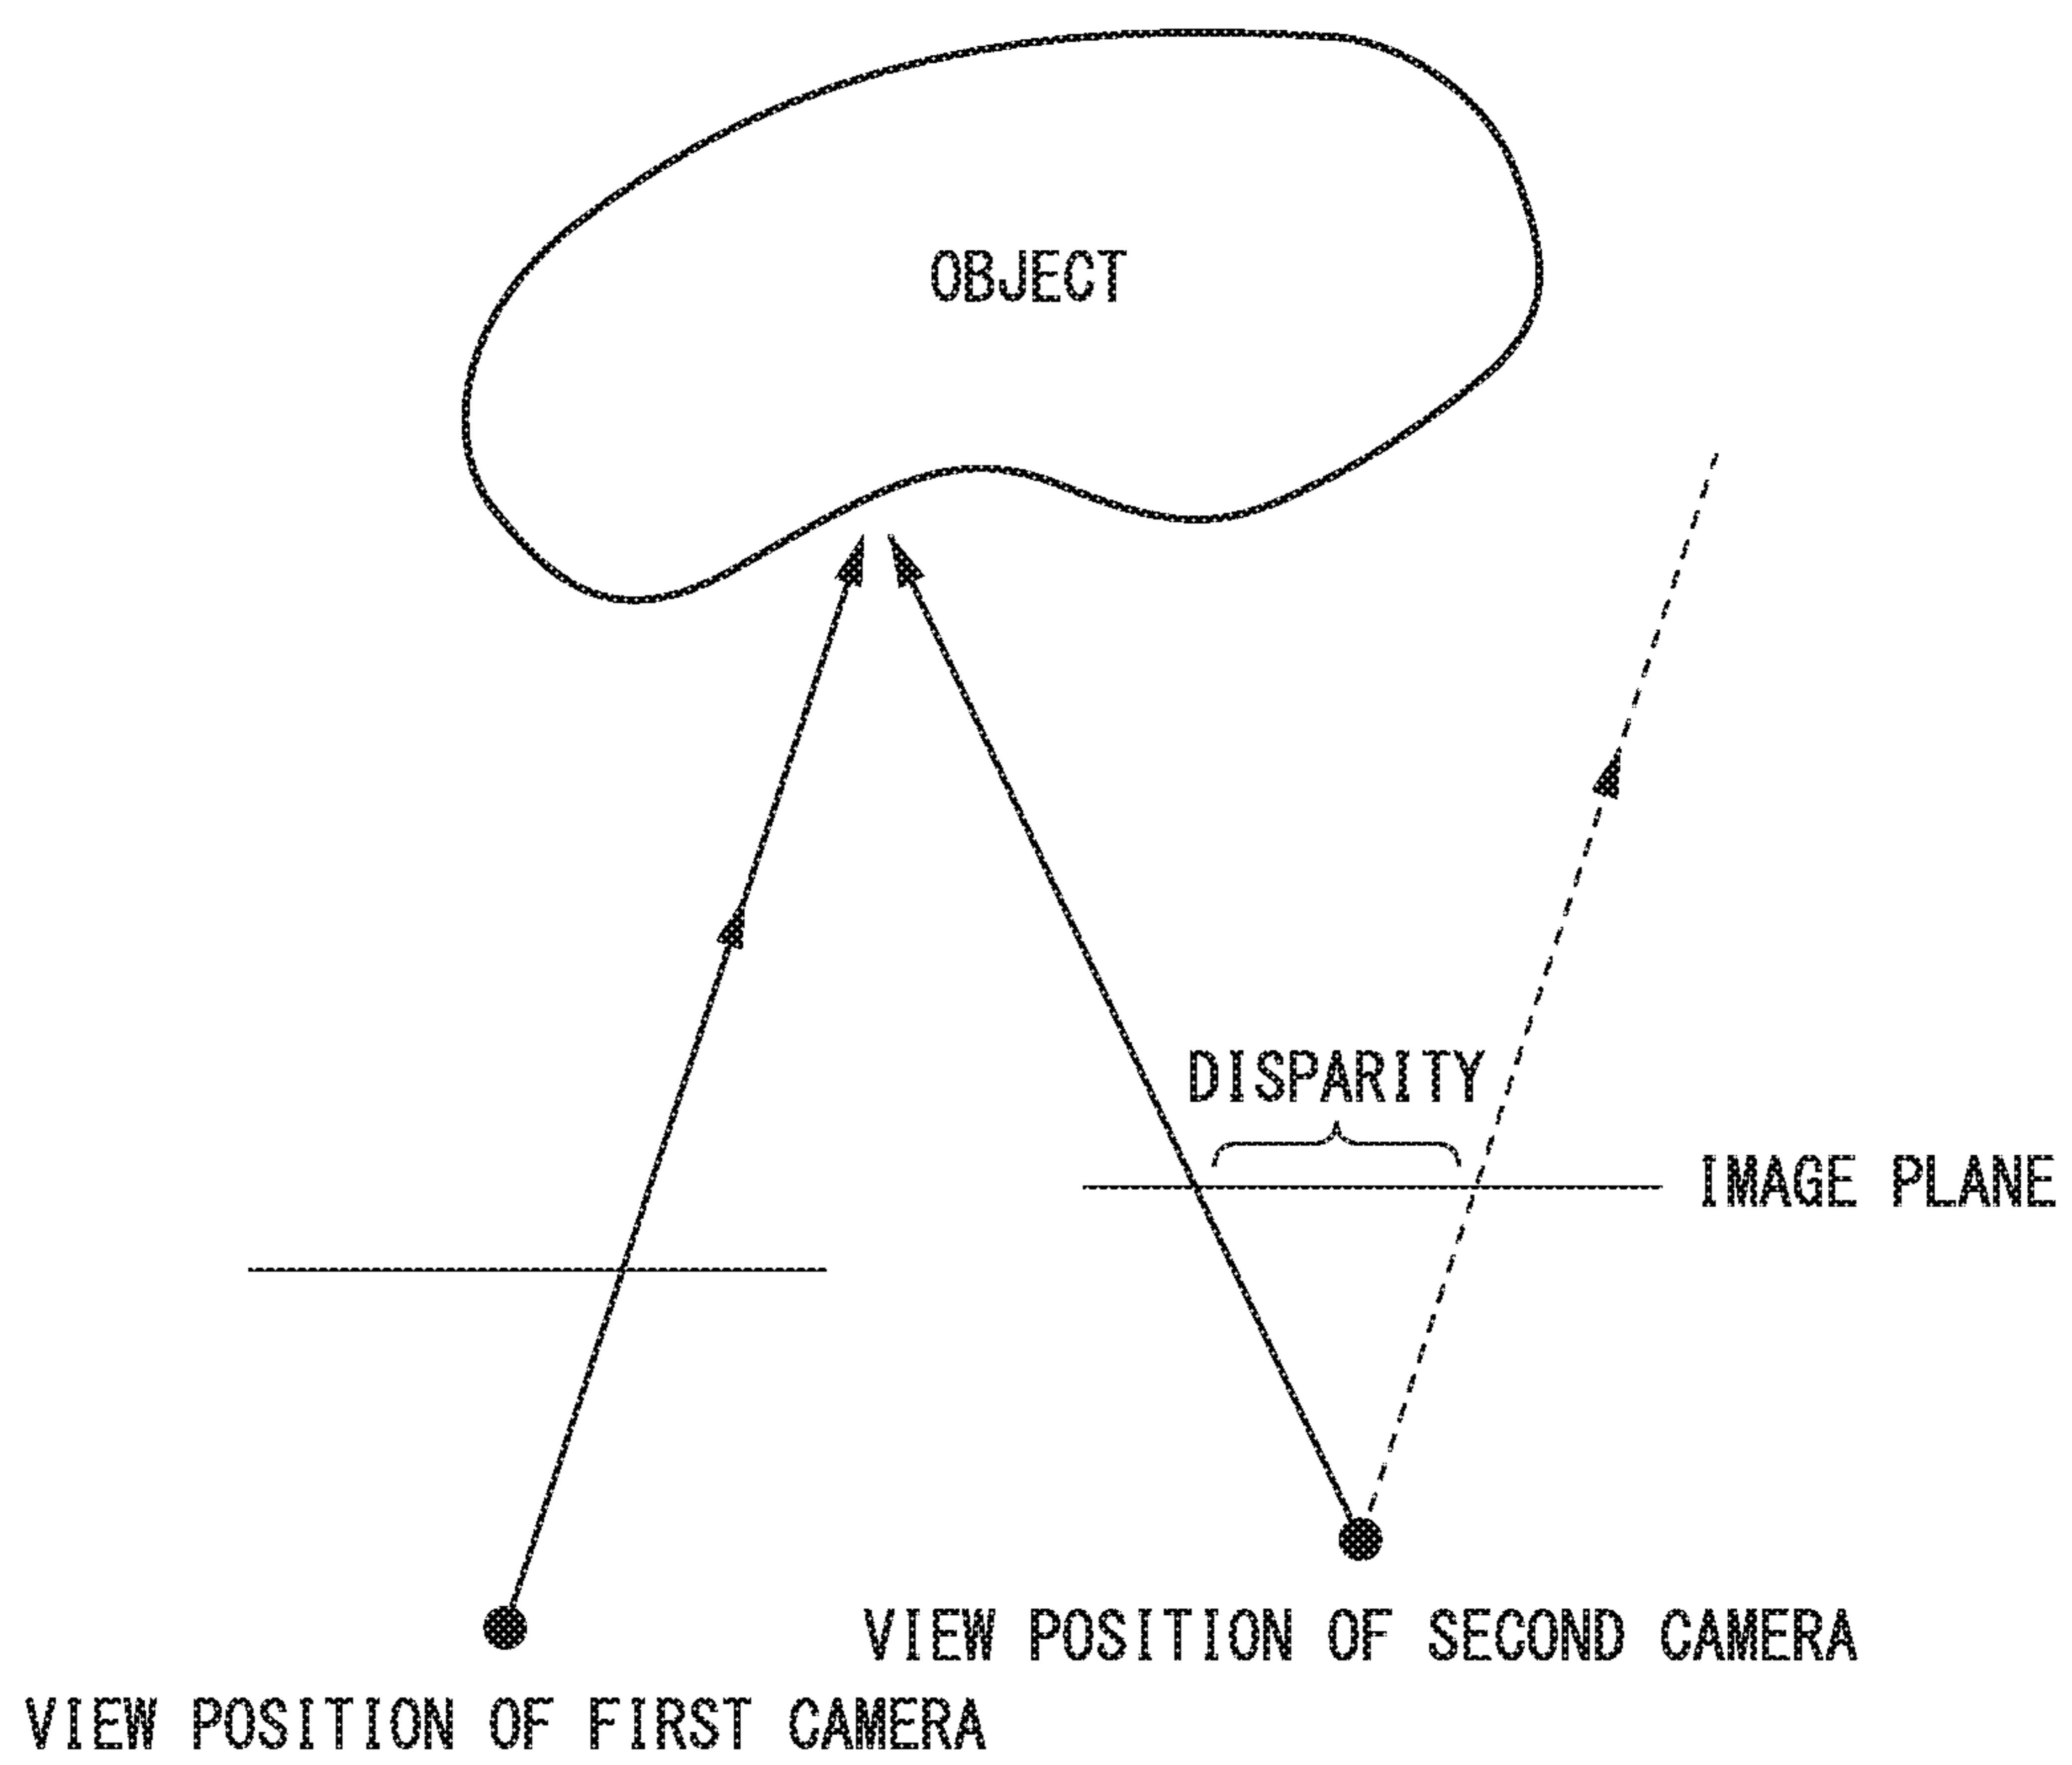 OBJECT
DISPARITY
IMAGE PLANE
VIEW POSITION OF SECOND CAMERA
VIEW POSITION OF FIRST CAMERA